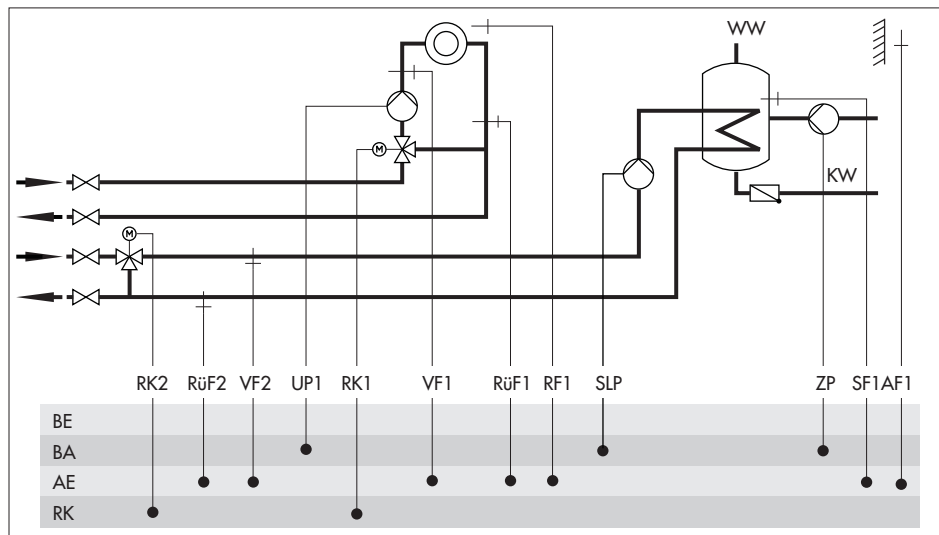 WW
M
KW
M
RK2 RüF2 VF2 UP1 RK1 VF1 RüF1 RF1 SLP ZP SF1 AF1
BE
BA
AE
RK